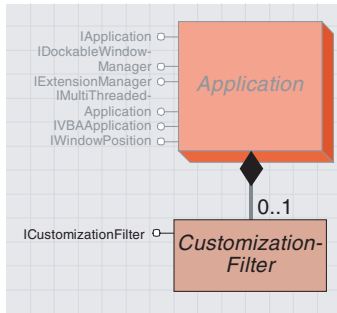 IApplication
IDockableWindow-
Manager
IExtensionManager
IMultiThreaded-
Application
IVBAApplication
IWindowPosition
Application
0..1
ICustomizationFilter
Customization-
Filter